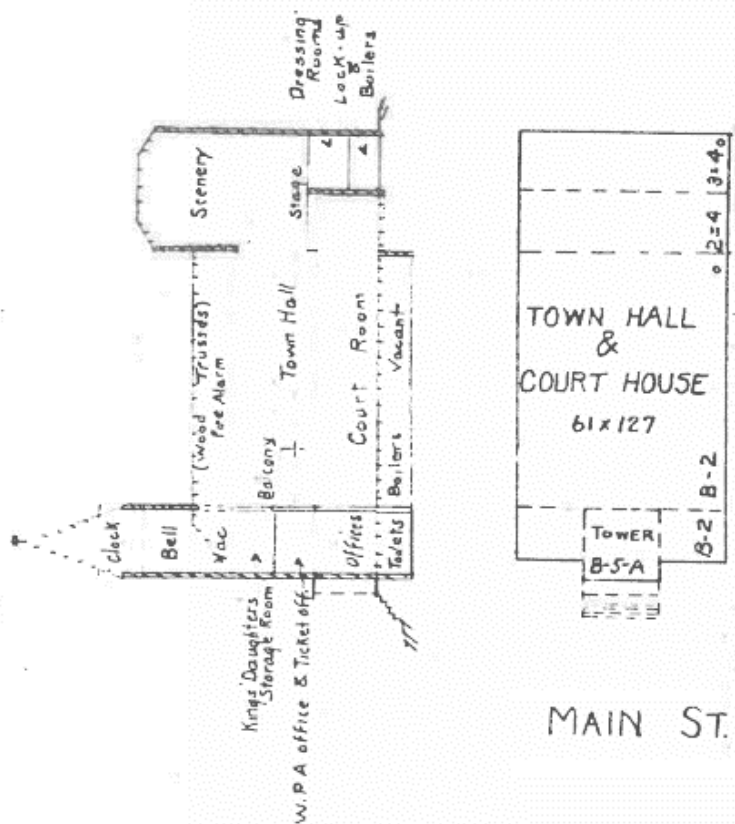 Clock
Bell
Vac
Kings' Daughters
Storage Room
W.P.A office & Ticket off.
Balcony
(Wood Trusses)
Fire Alarm
Town Hall
Offices
Court Room
Toilets
Boilers
Vacant
Scenery
Stage
Dressing
Rooms
Lock-up
&
Boilers
TOWN HALL
&
COURT HOUSE
61 x 127
TOWER
B-5-A
B-2
B-2
2=4
3=4
MAIN ST.